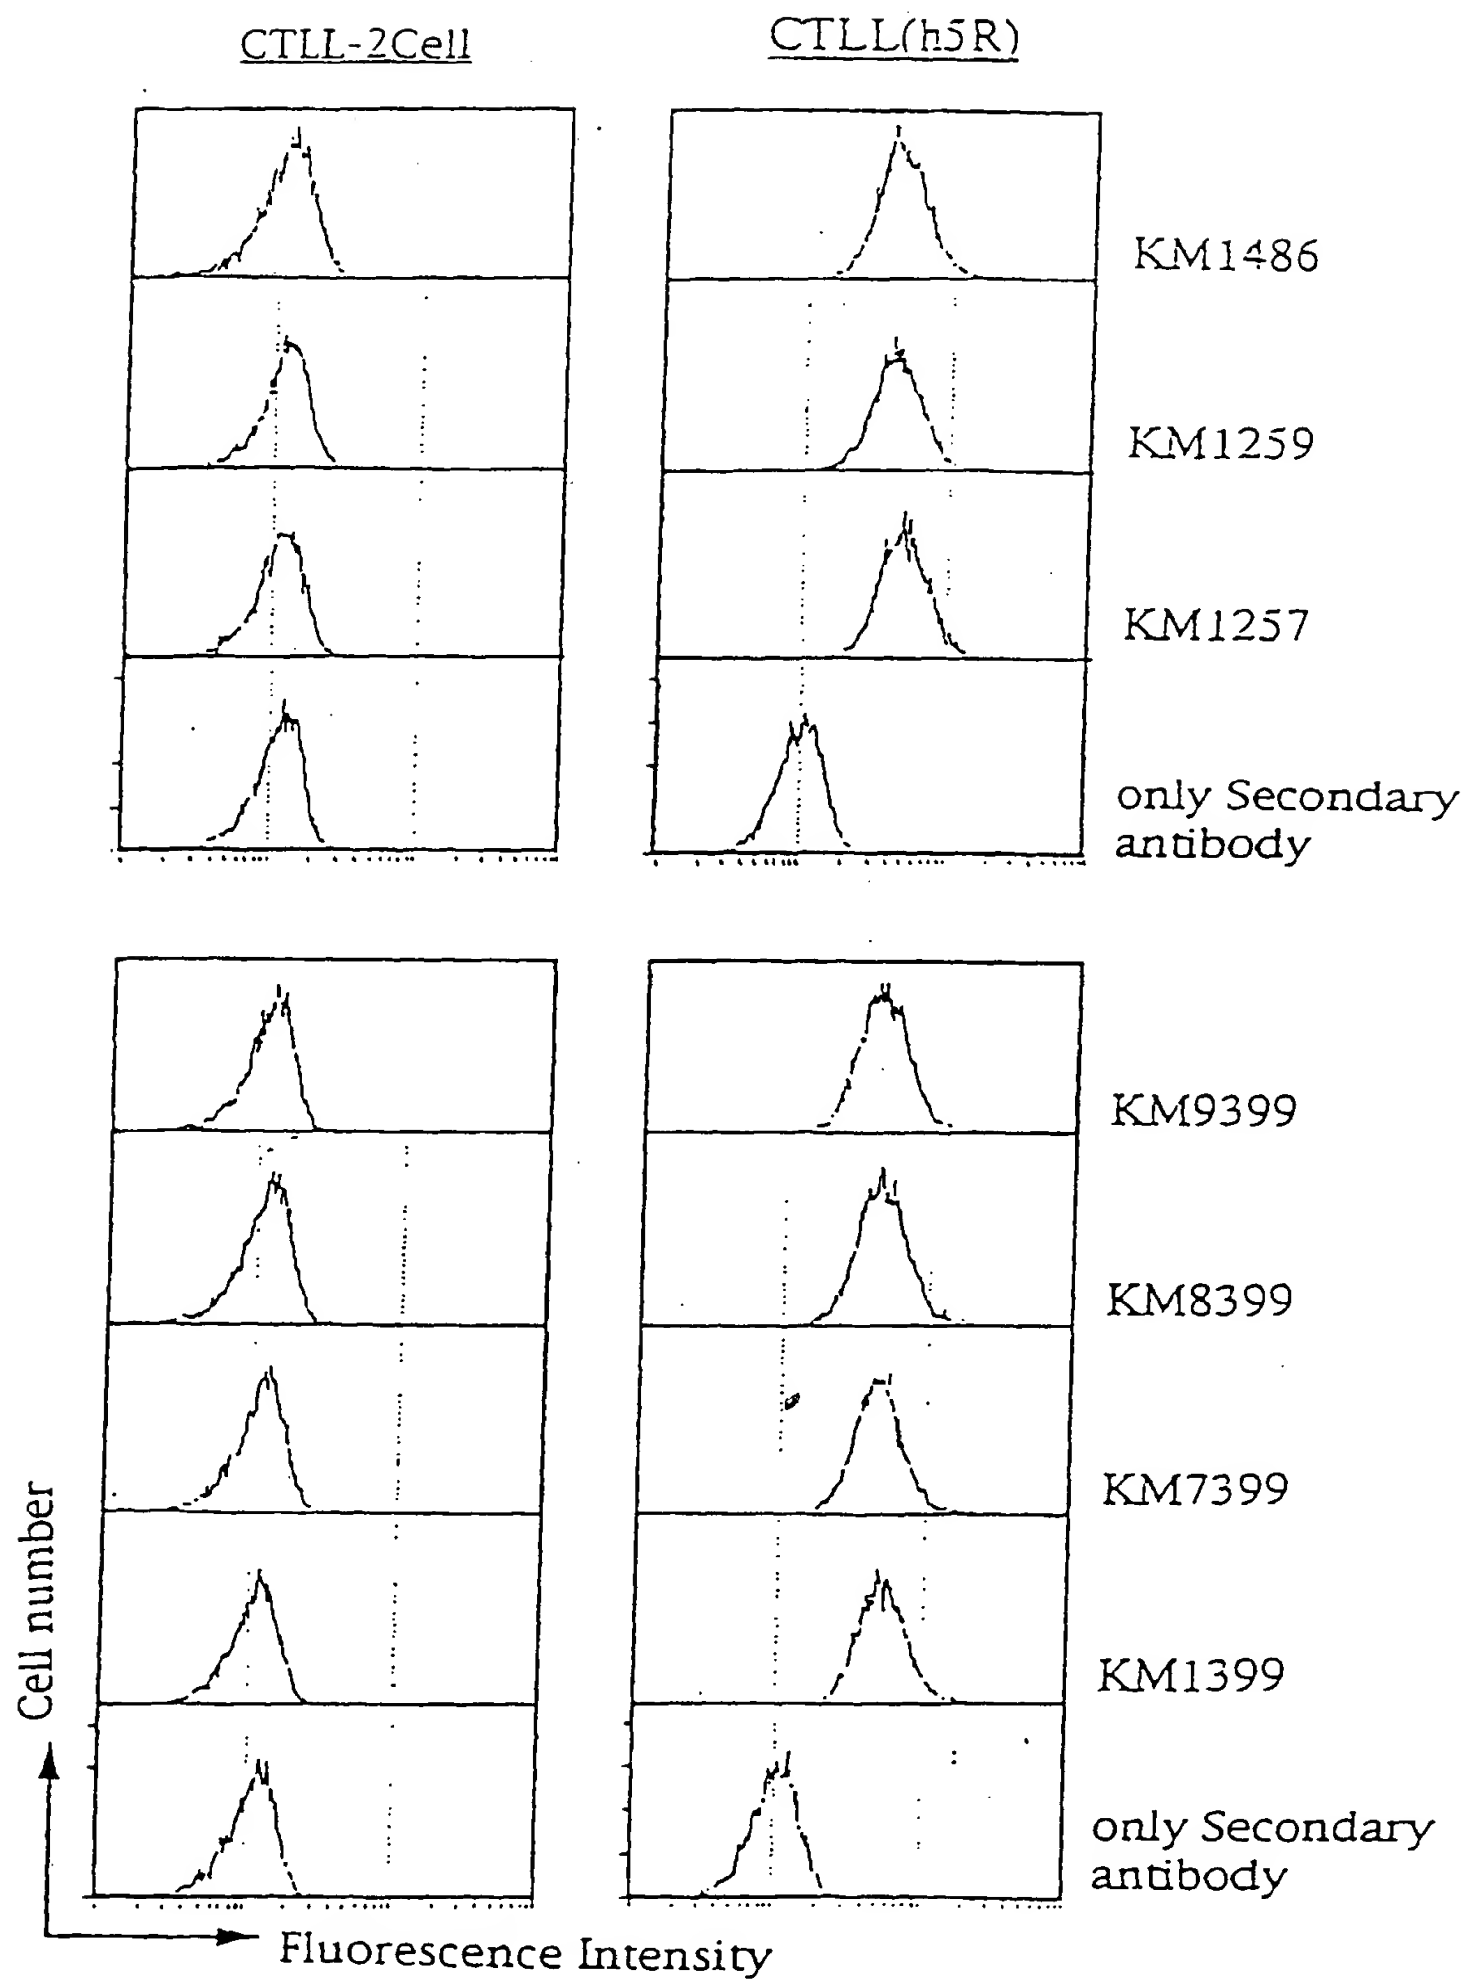 CTLL-2Cell
CTLL(h5R)
KM1486
KM1259
KM1257
only Secondary
antibody
KM9399
KM8399
KM7399
KM1399
only Secondary
antibody
Cell number
Fluorescence Intensity